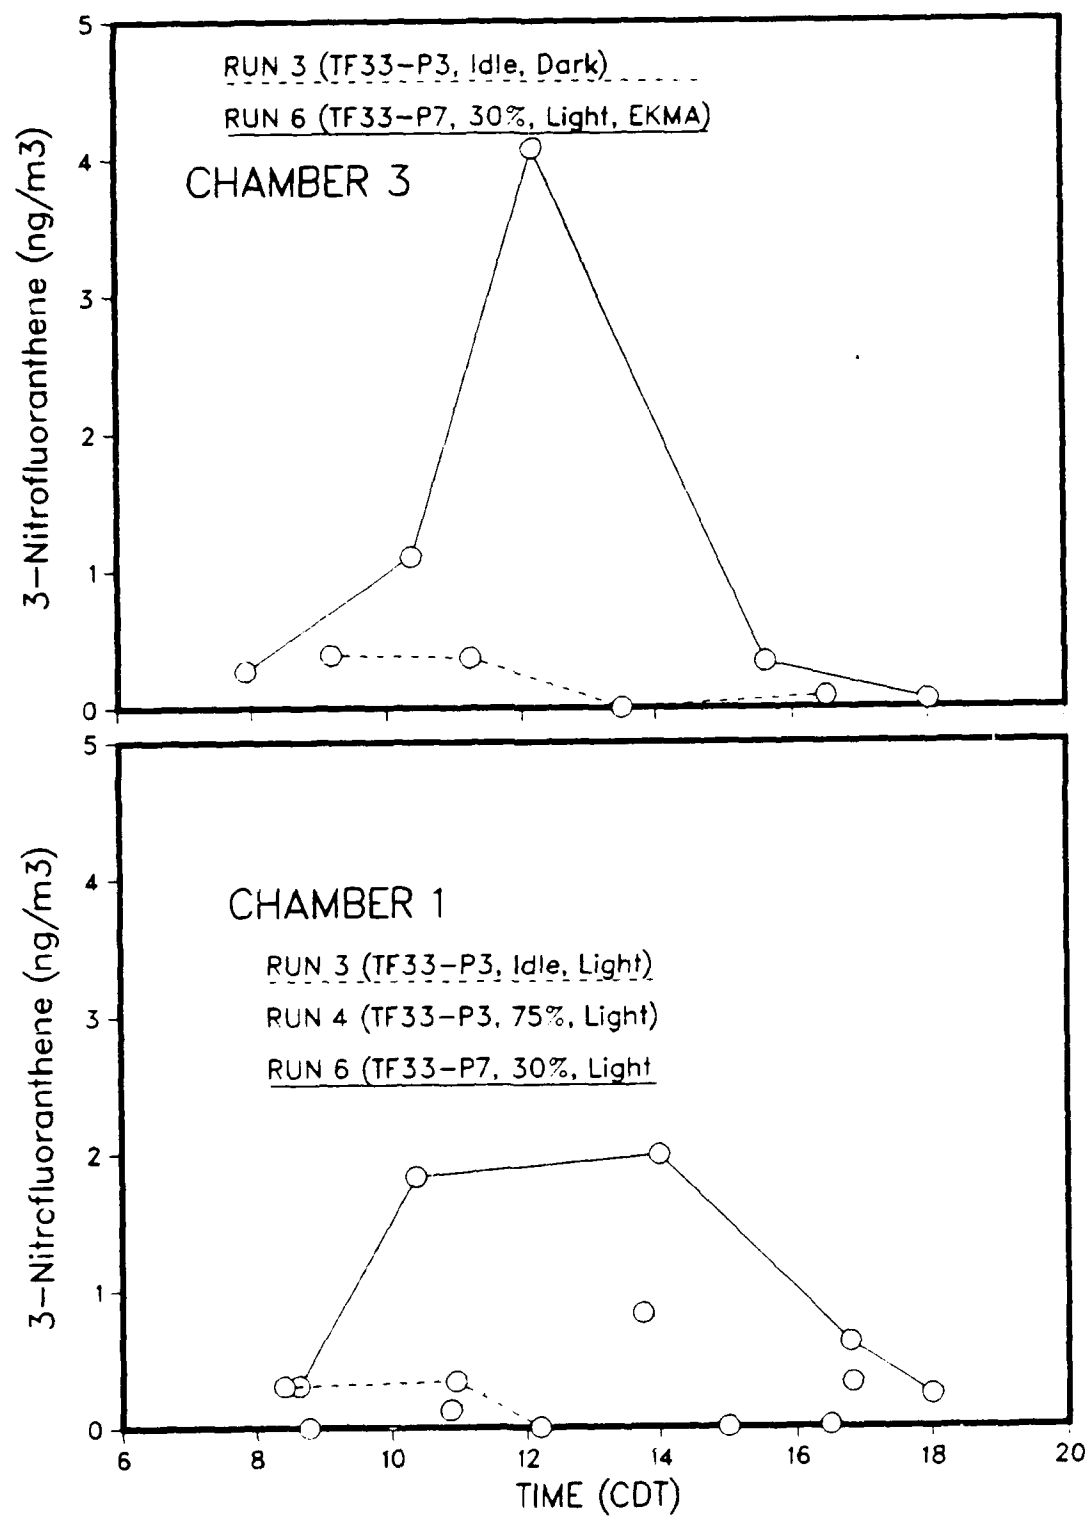 5
RUN 3 (TF33-P3, Idle, Dark)
RUN 6 (TF33-P7, 30%, Light, EKMA)
CHAMBER 3
4
3
2
1
0
3-Nitrofluoranthene (ng/m3)
5
4
CHAMBER 1
RUN 3 (TF33-P3, Idle, Light)
RUN 4 (TF33-P3, 75%, Light)
RUN 6 (TF33-P7, 30%, Light
3
2
1
0
3-Nitrofluoranthene (ng/m3)
6 8 10 12 14 16 18 20
TIME (CDT)